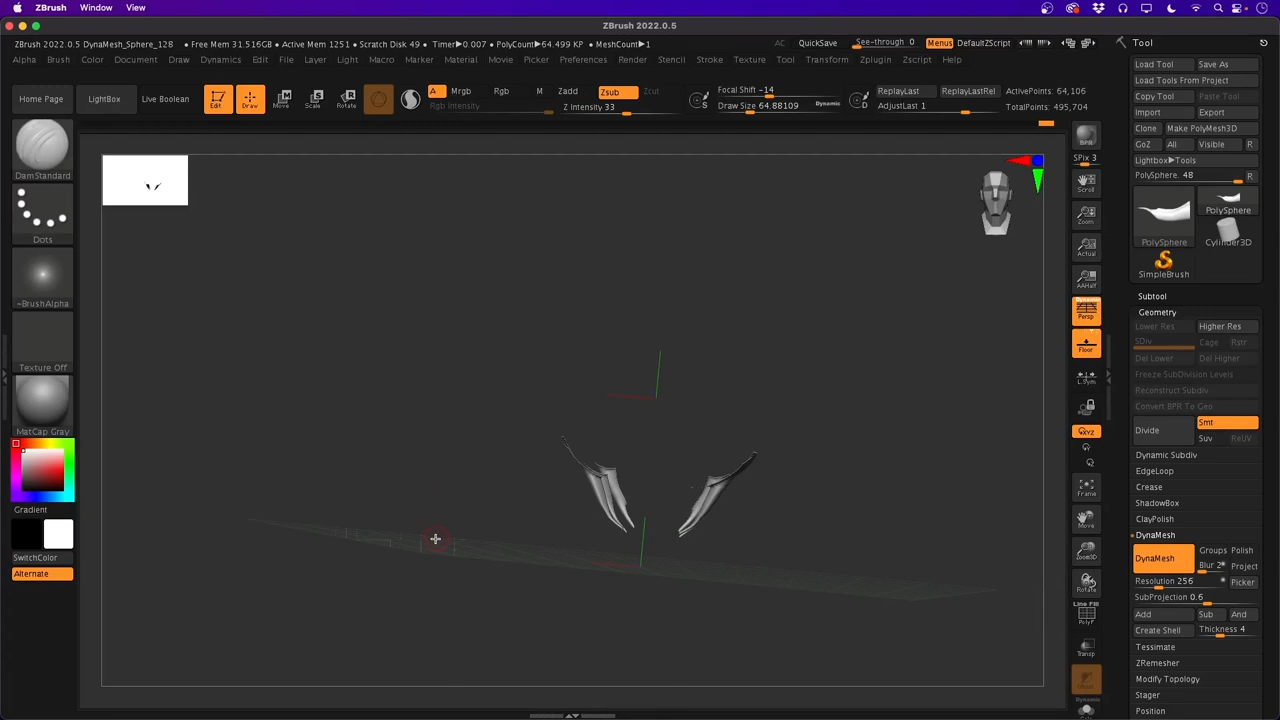 ZBrush Window View
ZBrush 2022.0.5
ZBrush 2022.0.5 DynaMesh_Sphere_128 • Free Mem 31.516GB • Active Mem 1251 • Scratch Disk 49 • Timer▶0.007 • PolyCount▶64.499 KP • MeshCount▶1 AC QuickSave See-through 0 Menus DefaultZScript
Alpha Brush Color Document Draw Dynamics Edit File Layer Light Macro Marker Material Movie Picker Preferences Render Stencil Stroke Texture Tool Transform Zplugin Zscript Help
Home Page LightBox Live Boolean Edit Draw Move Scale Rotate A Mrgb Rgb M Zadd Zsub Zcut
Rgb Intensity Z Intensity 33
S Focal Shift -14
Draw Size 64.88109 Dynamic
D ReplayLast ReplayLastRel
AdjustLast 1
ActivePoints: 64,106
TotalPoints: 495,704
DamStandard
Dots
~BrushAlpha
Texture Off
MatCap Gray
Gradient
SwitchColor
Alternate
BPR
SPix 3
Scroll
Zoom
Actual
AAHalf
Dynamic
Persp
Floor
L.Sym
XYZ
Frame
Move
Zoom3D
Rotate
Line Fill
PolyF
Transp
Dynamic
Tool
Load Tool Save As
Load Tools From Project
Copy Tool Paste Tool
Import Export
Clone Make PolyMesh3D
GoZ All Visible R
Lightbox▶Tools
PolySphere. 48 R
PolySphere PolySphere
Cylinder3D
SimpleBrush
Subtool
Geometry
Lower Res Higher Res
SDiv Cage Rstr
Del Lower Del Higher
Freeze SubDivision Levels
Reconstruct Subdiv
Convert BPR To Geo
Divide Smt
Suv ReUV
Dynamic Subdiv
EdgeLoop
Crease
ShadowBox
ClayPolish
DynaMesh
DynaMesh Groups Polish
Blur 2 Project
Resolution 256 Picker
SubProjection 0.6
Add Sub And
Create Shell Thickness 4
Tessimate
ZRemesher
Modify Topology
Stager
Position